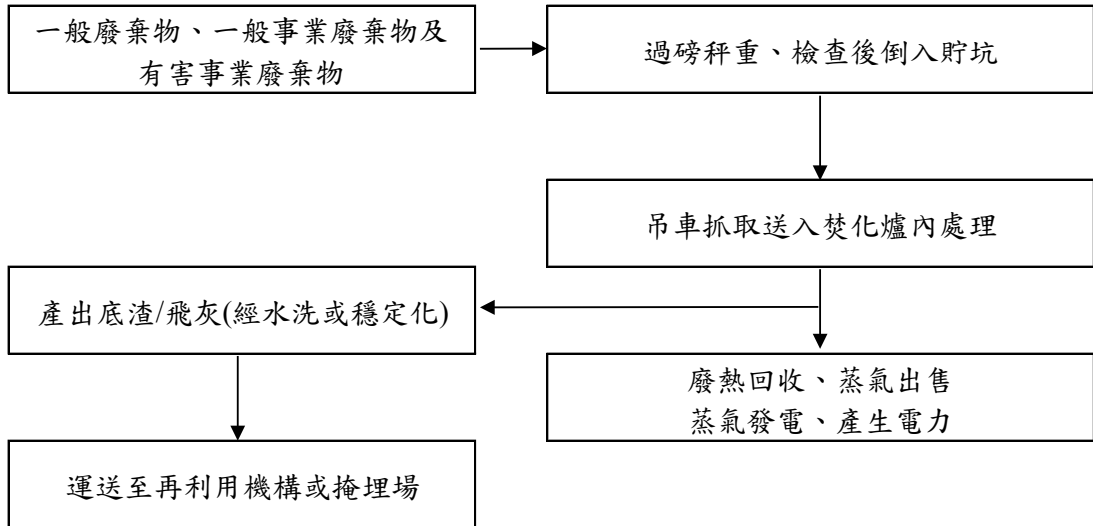 一般廢棄物、一般事業廢棄物及
有害事業廢棄物
過磅秤重、檢查後倒入貯坑
吊車抓取送入焚化爐內處理
產出底渣/飛灰(經水洗或穩定化)
廢熱回收、蒸氣出售
蒸氣發電、產生電力
運送至再利用機構或掩埋場